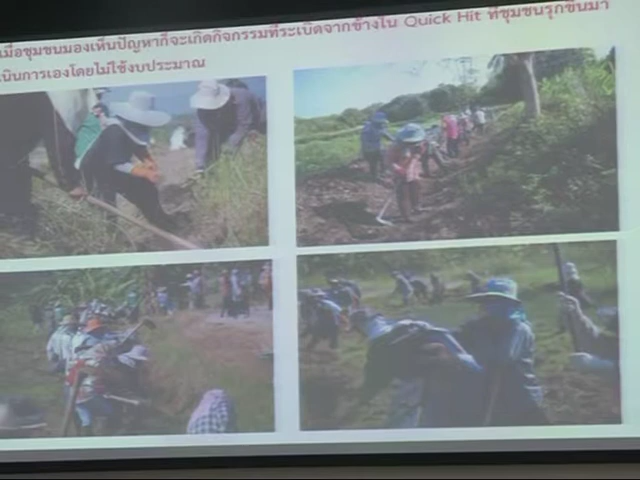 เมื่อชุมชนมองเห็นปัญหาก็จะเกิดกิจกรรมที่ระเบิดจากข้างใน Quick Hit ที่ชุมชนรุกขึ้นมา
เนินการเองโดยไม่ใช้งบประมาณ